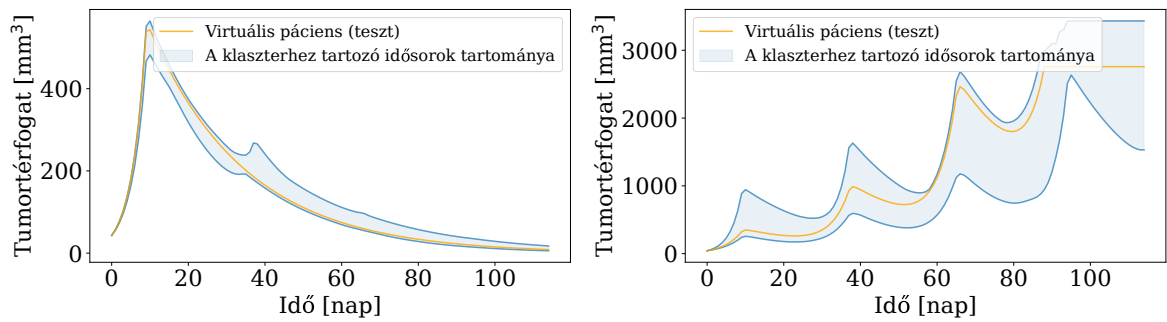 Virtuális páciens (teszt)
A klaszterhez tartozó idősorok tartománya
Tumortérfogat [mm³]
400
200
0
0 20 40 60 80 100
Idő [nap]
Virtuális páciens (teszt)
A klaszterhez tartozó idősorok tartománya
Tumortérfogat [mm³]
3000
2000
1000
0
0 20 40 60 80 100
Idő [nap]